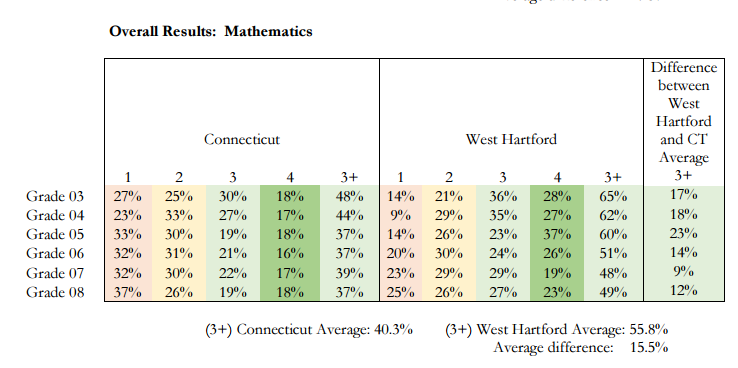 Overall Results: Mathematics
Difference
between
West
Hartford
Connecticut West Hartford and CT
Average
1 2 3 4 3+ 1 2 3 4 3+ 3+
Grade 03 27% 25% 30% 18% 48% 14% 21% 36% 28% 65% 17%
Grade 04 23% 33% 27% 17% 44% 9% 29% 35% 27% 62% 18%
Grade 05 33% 30% 19% 18% 37% 14% 26% 23% 37% 60% 23%
Grade 06 32% 31% 21% 16% 37% 20% 30% 24% 26% 51% 14%
Grade 07 32% 30% 22% 17% 39% 23% 29% 29% 19% 48% 9%
Grade 08 37% 26% 19% 18% 37% 25% 26% 27% 23% 49% 12%
(3+) Connecticut Average: 40.3% (3+) West Hartford Average: 55.8%
Average difference: 15.5%